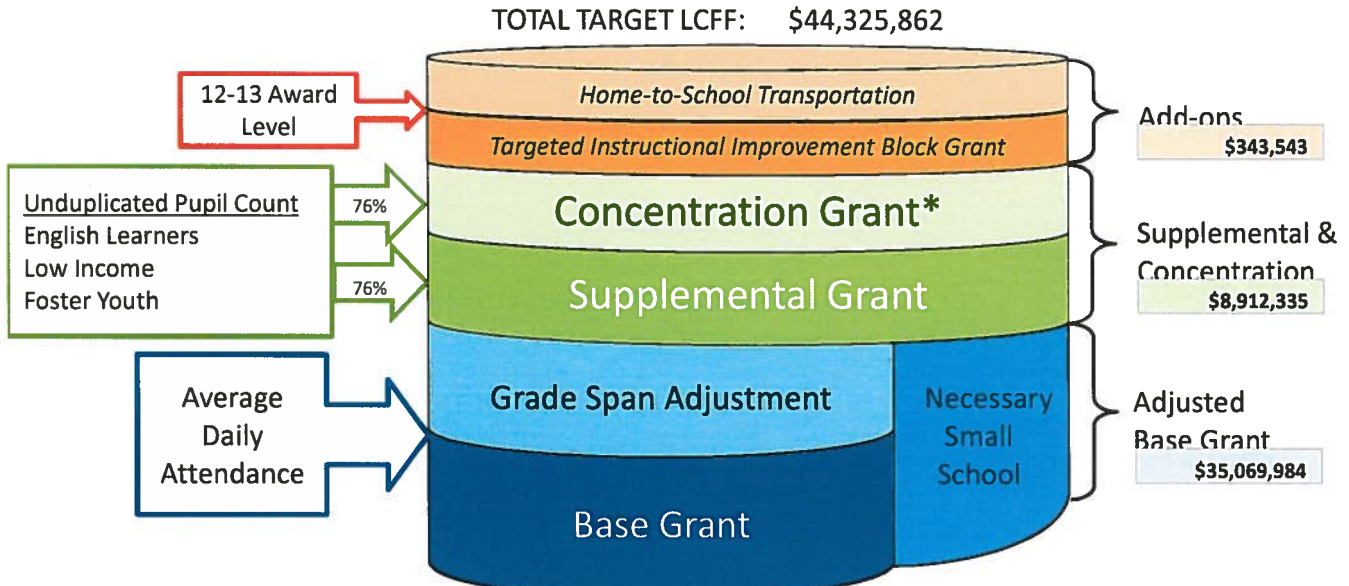 TOTAL TARGET LCFF: $44,325,862
12-13 Award
Level
Home-to-School Transportation
Targeted Instructional Improvement Block Grant
Add-ons
$343,543
Unduplicated Pupil Count
English Learners
Low Income
Foster Youth
76%
76%
Concentration Grant*
Supplemental Grant
Supplemental &
Concentration
$8,912,335
Average
Daily
Attendance
Grade Span Adjustment
Base Grant
Necessary
Small
School
Adjusted
Base Grant
$35,069,984